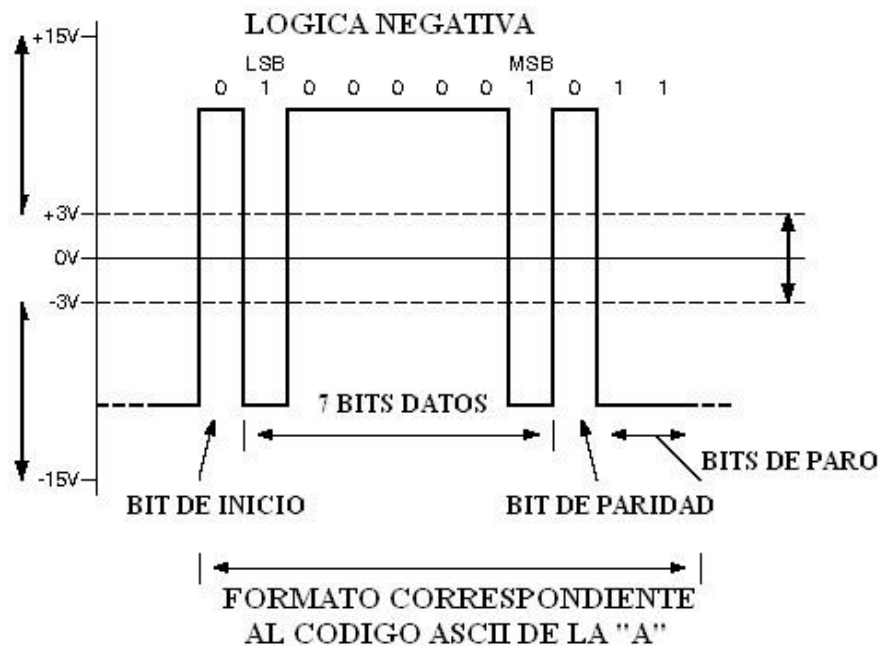 LOGICA NEGATIVA
+15V
LSB MSB
0 1 0 0 0 0 0 1 0 1 1
+3V
0V
-3V
7 BITS DATOS
BITS DE PARO
-15V
BIT DE INICIO BIT DE PARIDAD
FORMATO CORRESPONDIENTE
AL CODIGO ASCII DE LA "A"